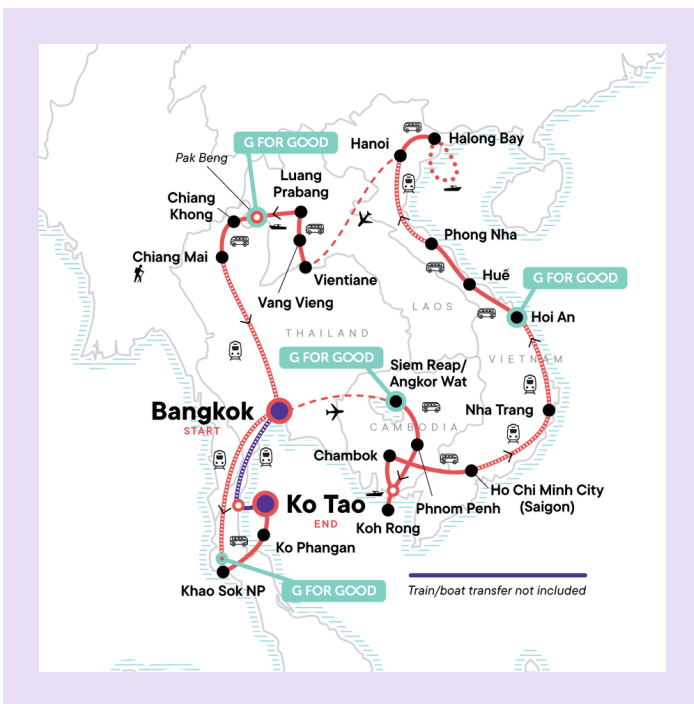 G FOR GOOD
Hanoi
Halong Bay
Pak Beng
Luang
Prabang
Chiang
Khong
Phong Nha
Chiang Mai
Vientiane
Huế
G FOR GOOD
Vang Vieng
LAOS
Hoi An
THAILAND
G FOR GOOD
Siem Reap/
Angkor Wat
VIETNAM
Bangkok
START
Nha Trang
CAMBODIA
Chambok
Ho Chi Minh City
(Saigon)
Ko Tao
END
Phnom Penh
Koh Rong
Ko Phangan
Khao Sok NP
G FOR GOOD
Train/boat transfer not included